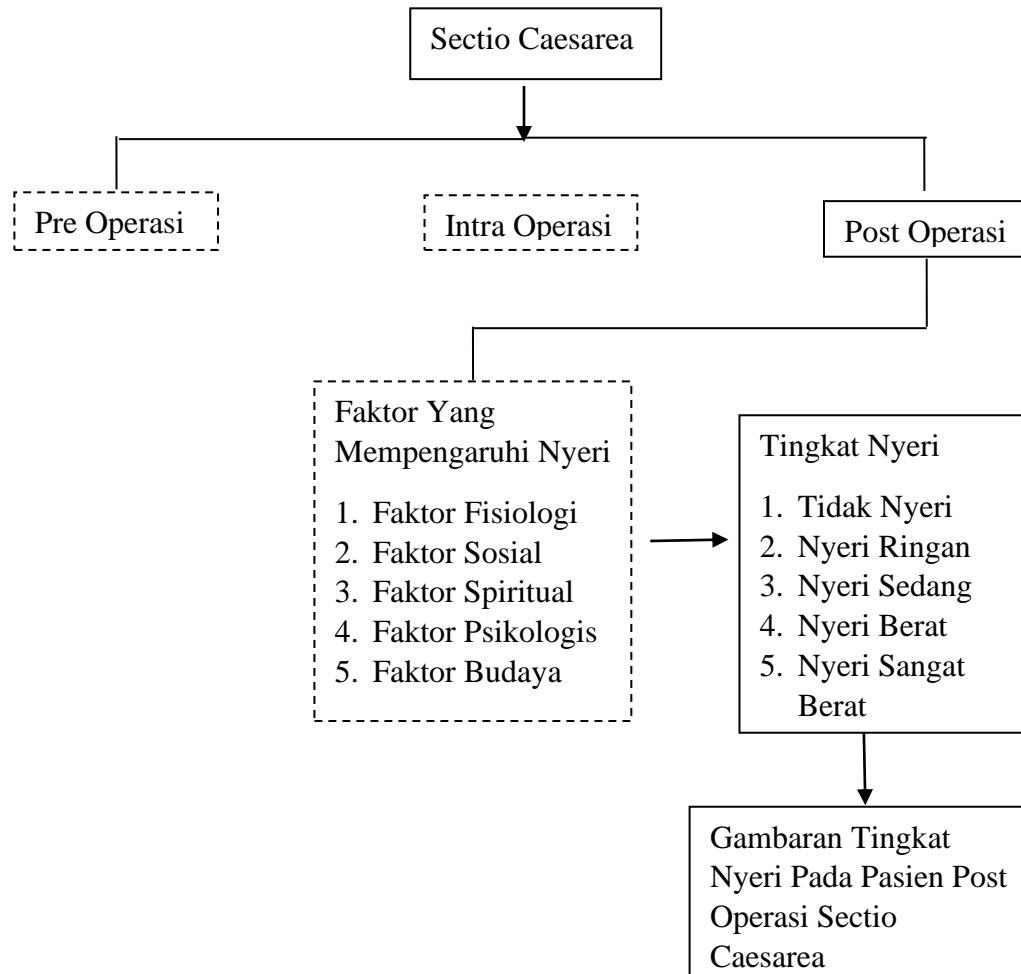 Sectio Caesarea
Pre Operasi
Intra Operasi
Post Operasi
Faktor Yang
Mempengaruhi Nyeri
1. Faktor Fisiologi
2. Faktor Sosial
3. Faktor Spiritual
4. Faktor Psikologis
5. Faktor Budaya
Tingkat Nyeri
1. Tidak Nyeri
2. Nyeri Ringan
3. Nyeri Sedang
4. Nyeri Berat
5. Nyeri Sangat
Berat
Gambaran Tingkat
Nyeri Pada Pasien Post
Operasi Sectio
Caesarea